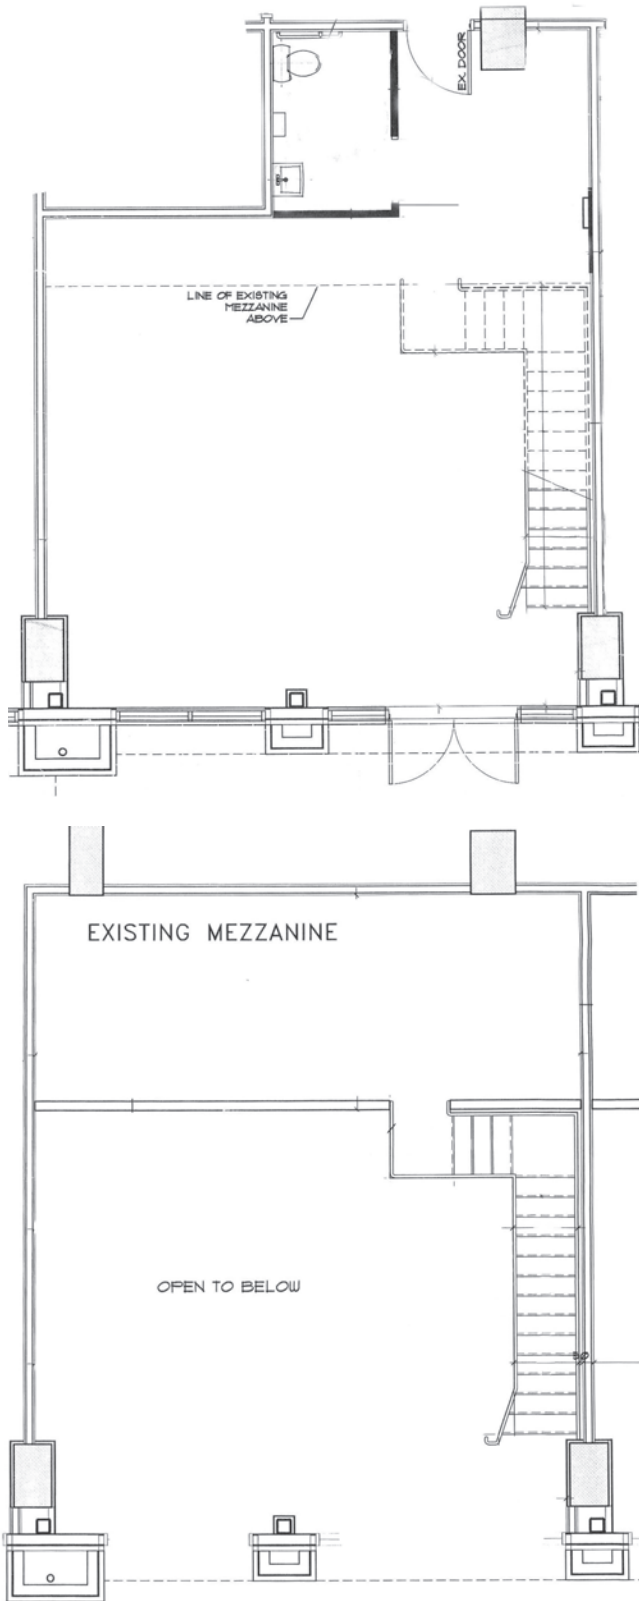 EX. DOOR
LINE OF EXISTING
MEZZANINE
ABOVE
EXISTING MEZZANINE
OPEN TO BELOW